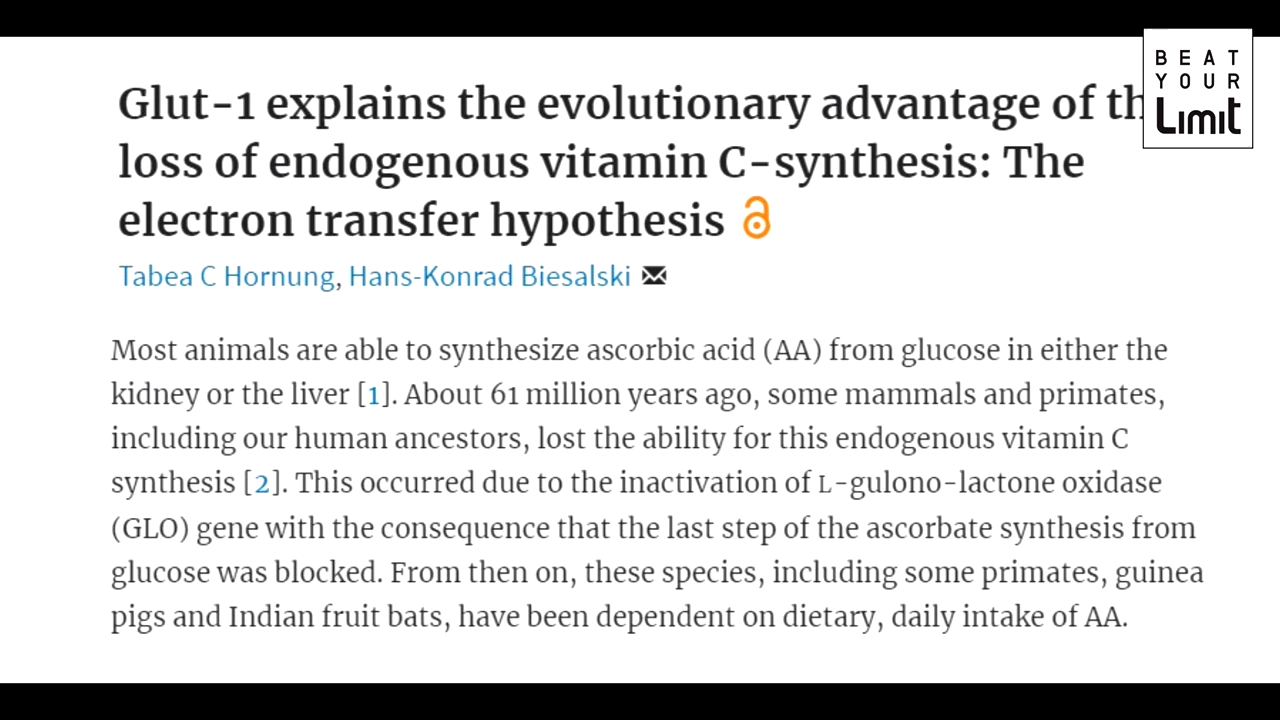 BEAT
YOUR
Limit
Glut-1 explains the evolutionary advantage of
loss of endogenous vitamin C-synthesis: The
electron transfer hypothesis
Tabea C Hornung, Hans-Konrad Biesalski
Most animals are able to synthesize ascorbic acid (AA) from glucose in either the
kidney or the liver [1]. About 61 million years ago, some mammals and primates,
including our human ancestors, lost the ability for this endogenous vitamin C
synthesis [2]. This occurred due to the inactivation of L-gulono-lactone oxidase
(GLO) gene with the consequence that the last step of the ascorbate synthesis from
glucose was blocked. From then on, these species, including some primates, guinea
pigs and Indian fruit bats, have been dependent on dietary, daily intake of AA.